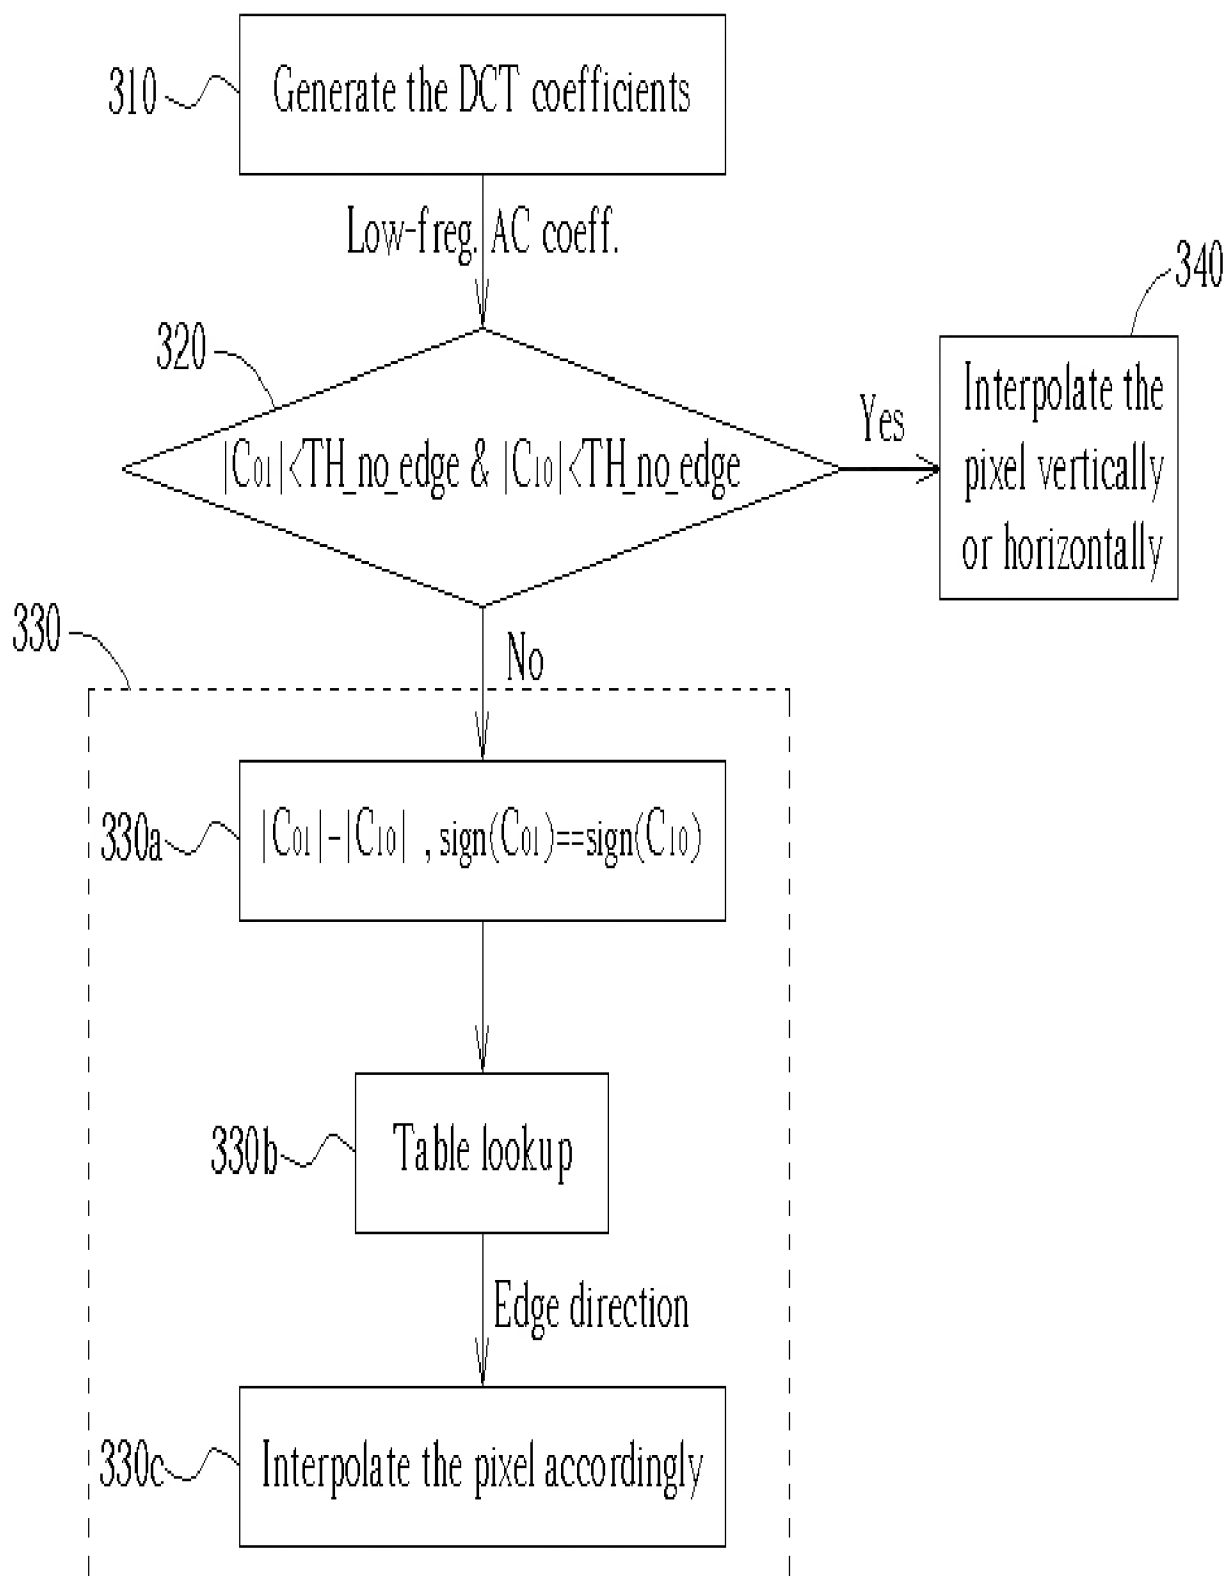 310
Generate the DCT coefficients
Low-freg. AC coeff.
320
|C01|<TH_no_edge & |C10|<TH_no_edge
Yes
340
Interpolate the
pixel vertically
or horizontally
No
330
330a
|C01|-|C10| , sign(C01)==sign(C10)
330b
Table lookup
Edge direction
330c
Interpolate the pixel accordingly